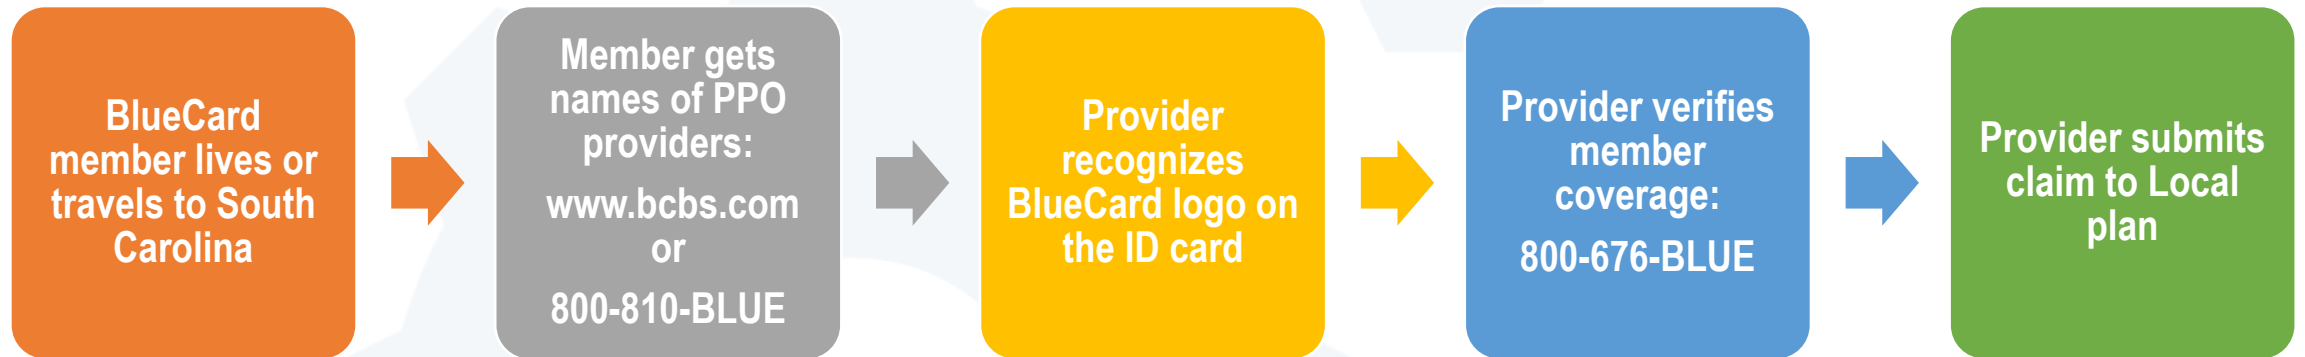 BlueCard
member lives or
travels to South
Carolina
Member gets
names of PPO
providers:
www.bcbs.com
or
800-810-BLUE
Provider
recognizes
BlueCard logo on
the ID card
Provider verifies
member
coverage:
800-676-BLUE
Provider submits
claim to Local
plan